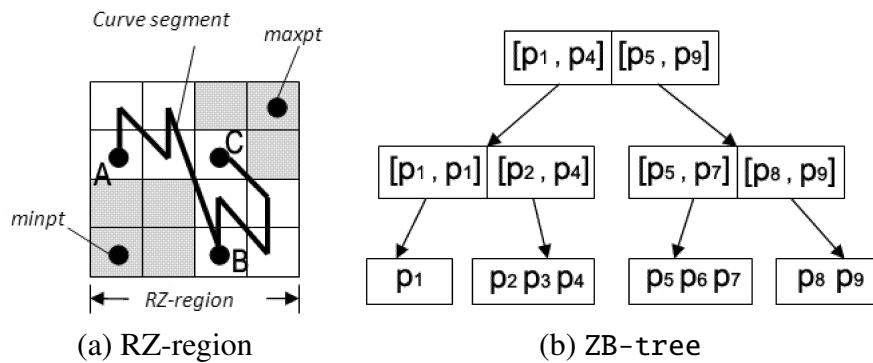 Curve segment
maxpt
A
C
minpt
B
RZ-region
(a) RZ-region
[p1 , p4] [p5 , p9]
[p1 , p1] [p2 , p4] [p5 , p7] [p8 , p9]
p1 p2 p3 p4 p5 p6 p7 p8 p9
(b) ZB-tree